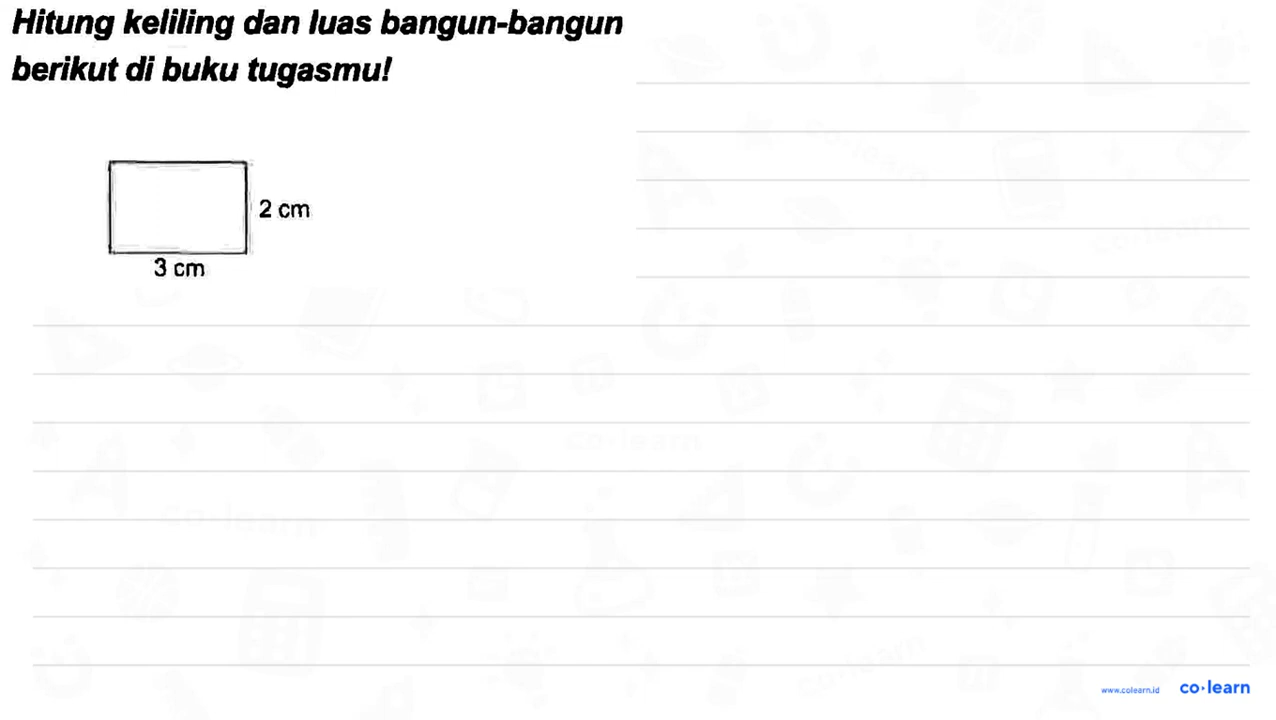 Hitung keliling dan luas bangun-bangun
berikut di buku tugasmu!
2 cm
3 cm
www.colearn.id co·learn